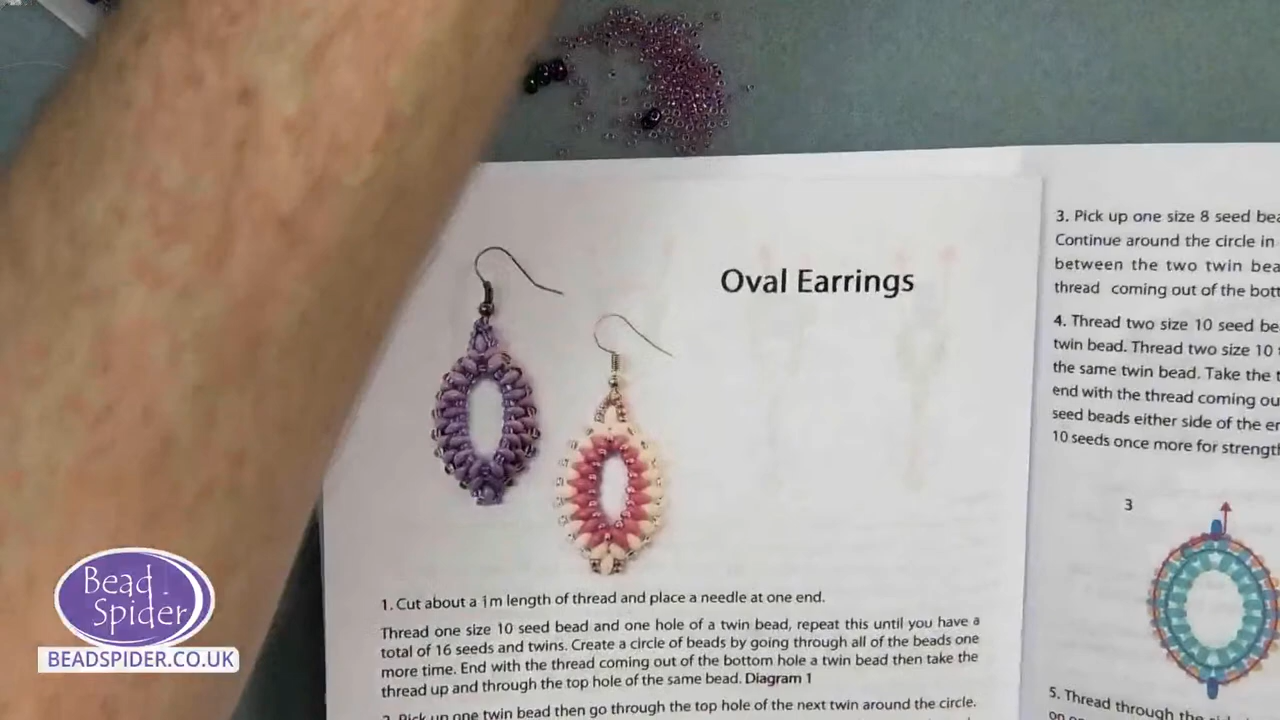 Oval Earrings
1. Cut about a 1m length of thread and place a needle at one end.
Thread one size 10 seed bead and one hole of a twin bead, repeat this until you have a
total of 16 seeds and twins. Create a circle of beads by going through all of the beads one
more time. End with the thread coming out of the bottom hole a twin bead then take the
thread up and through the top hole of the same bead. Diagram 1
2. Pick up one twin bead then go through the top hole of the next twin around the circle.
3. Pick up one size 8 seed bea
Continue around the circle in
between the two twin bea
thread coming out of the bott
4. Thread two size 10 seed be
twin bead. Thread two size 10
the same twin bead. Take the t
end with the thread coming ou
seed beads either side of the en
10 seeds once more for strength
3
5. Thread through the
Bead
Spider
BEADSPIDER.CO.UK